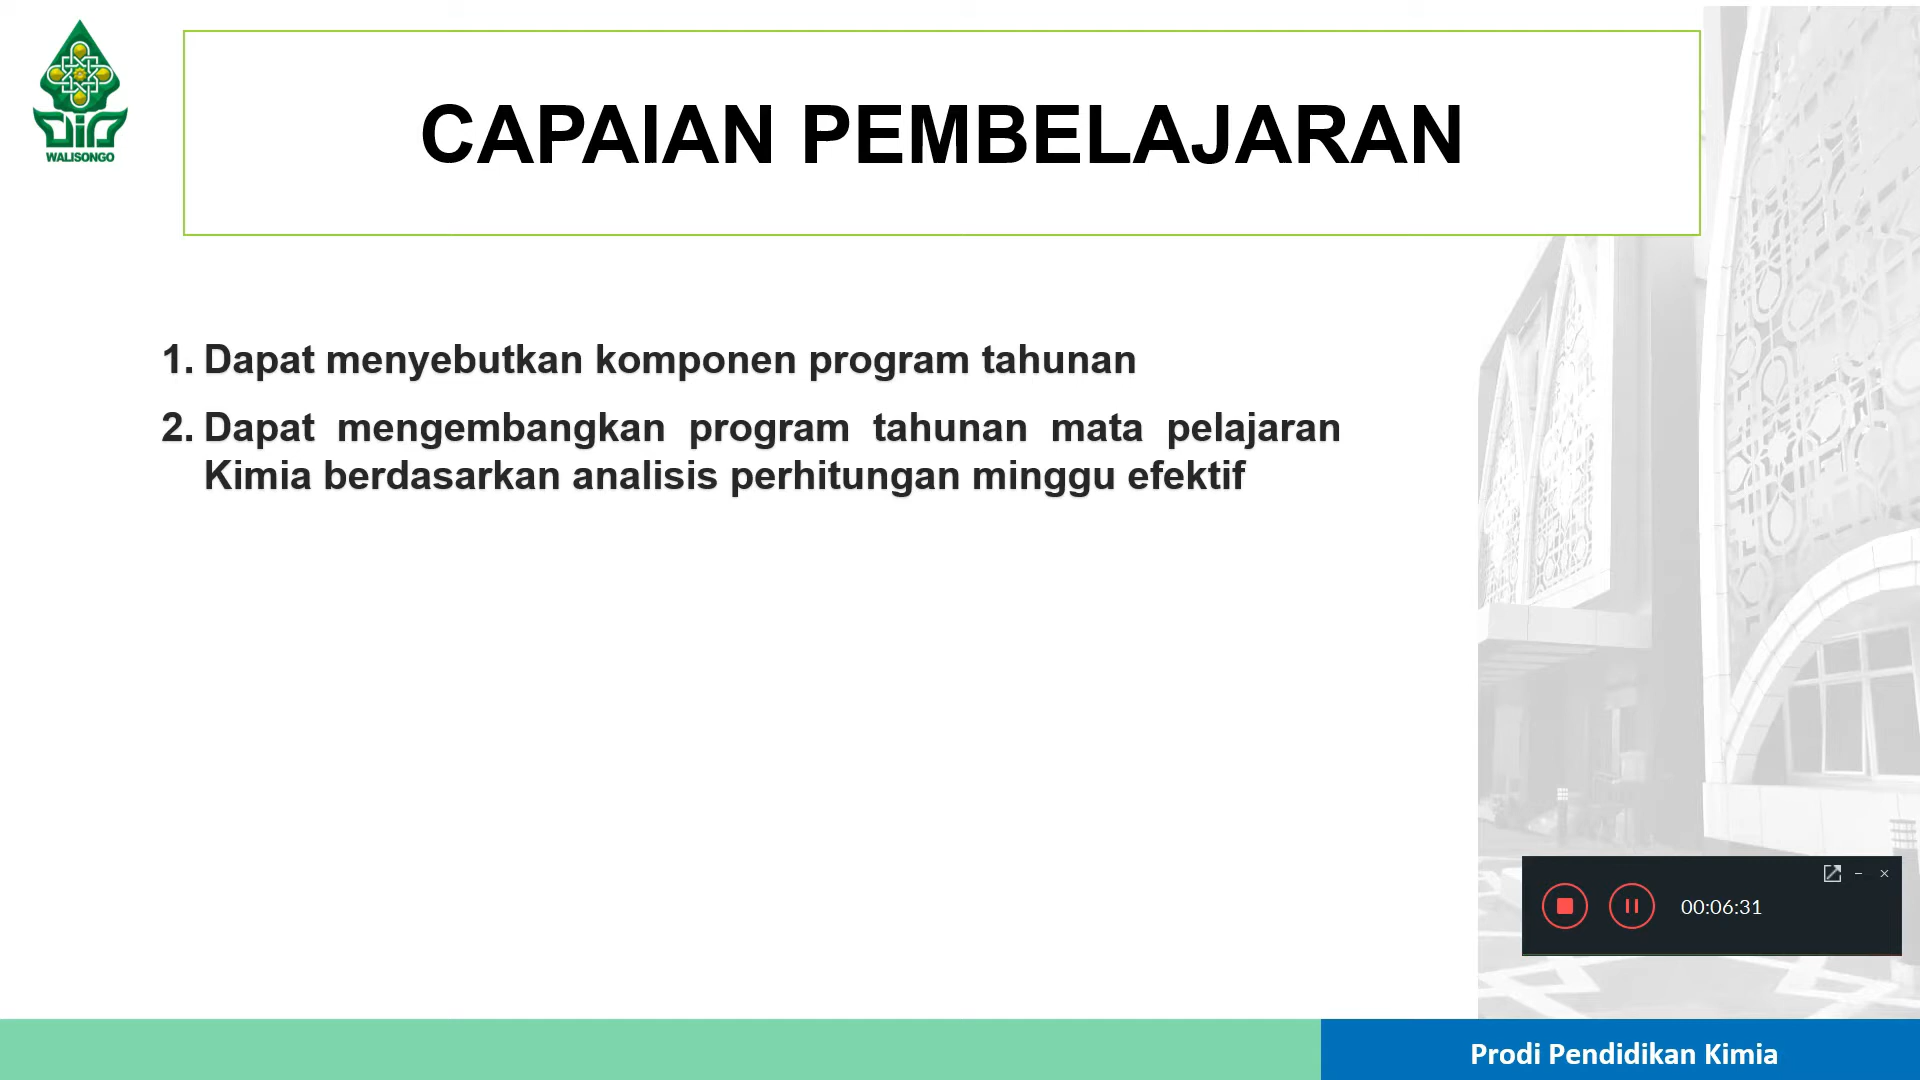 WALISONGO
CAPAIAN PEMBELAJARAN
1. Dapat menyebutkan komponen program tahunan
2. Dapat mengembangkan program tahunan mata pelajaran
Kimia berdasarkan analisis perhitungan minggu efektif
00:06:31
Prodi Pendidikan Kimia